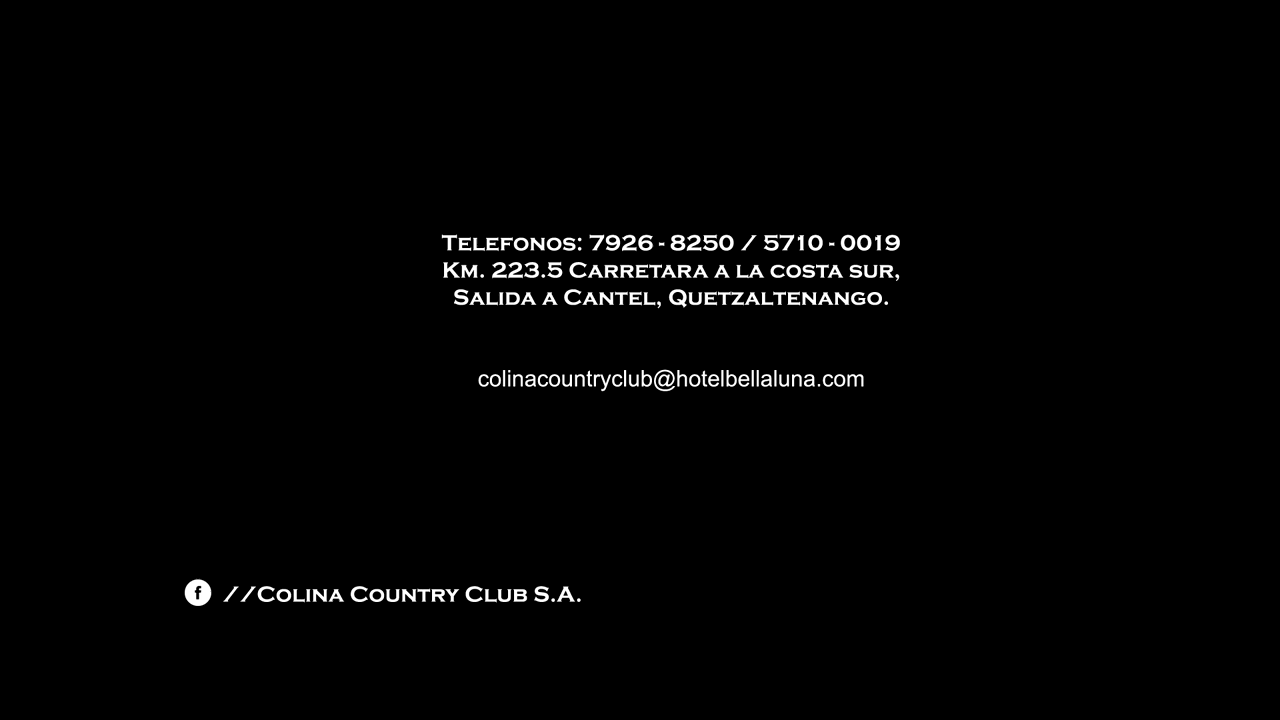 Telefonos: 7926 - 8250 / 5710 - 0019
Km. 223.5 Carretara a la costa sur,
Salida a Cantel, Quetzaltenango.
colinacountryclub@hotelbellaluna.com
f //Colina Country Club S.A.